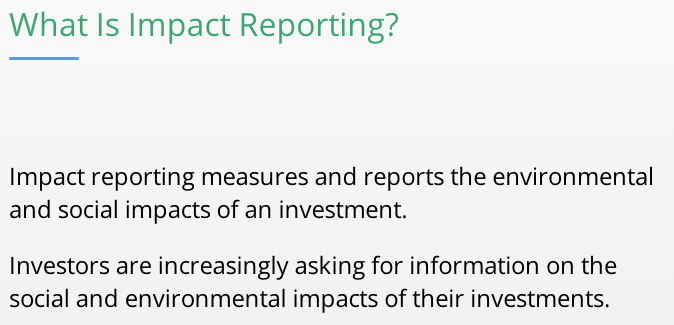 What Is Impact Reporting?
Impact reporting measures and reports the environmental
and social impacts of an investment.
Investors are increasingly asking for information on the
social and environmental impacts of their investments.